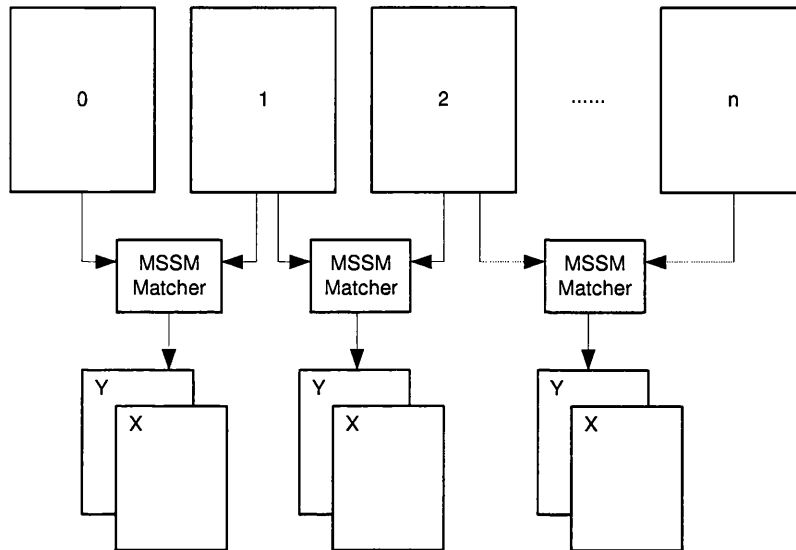 0
1
2
......
n
MSSM
Matcher
MSSM
Matcher
MSSM
Matcher
Y
X
Y
X
Y
X